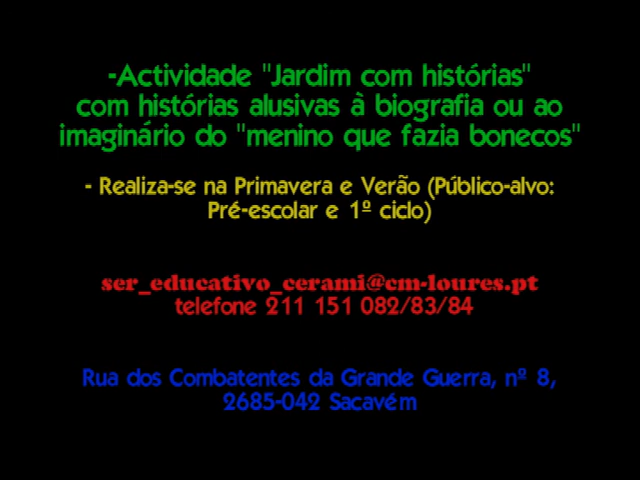 -Actividade "Jardim com histórias"
com histórias alusivas à biografia ou ao
imaginário do "menino que fazia bonecos"
- Realiza-se na Primavera e Verão (Público-alvo:
Pré-escolar e 1º ciclo)
ser_educativo_cerami@cm-loures.pt
telefone 211 151 082/83/84
Rua dos Combatentes da Grande Guerra, nº 8,
2685-042 Sacavém